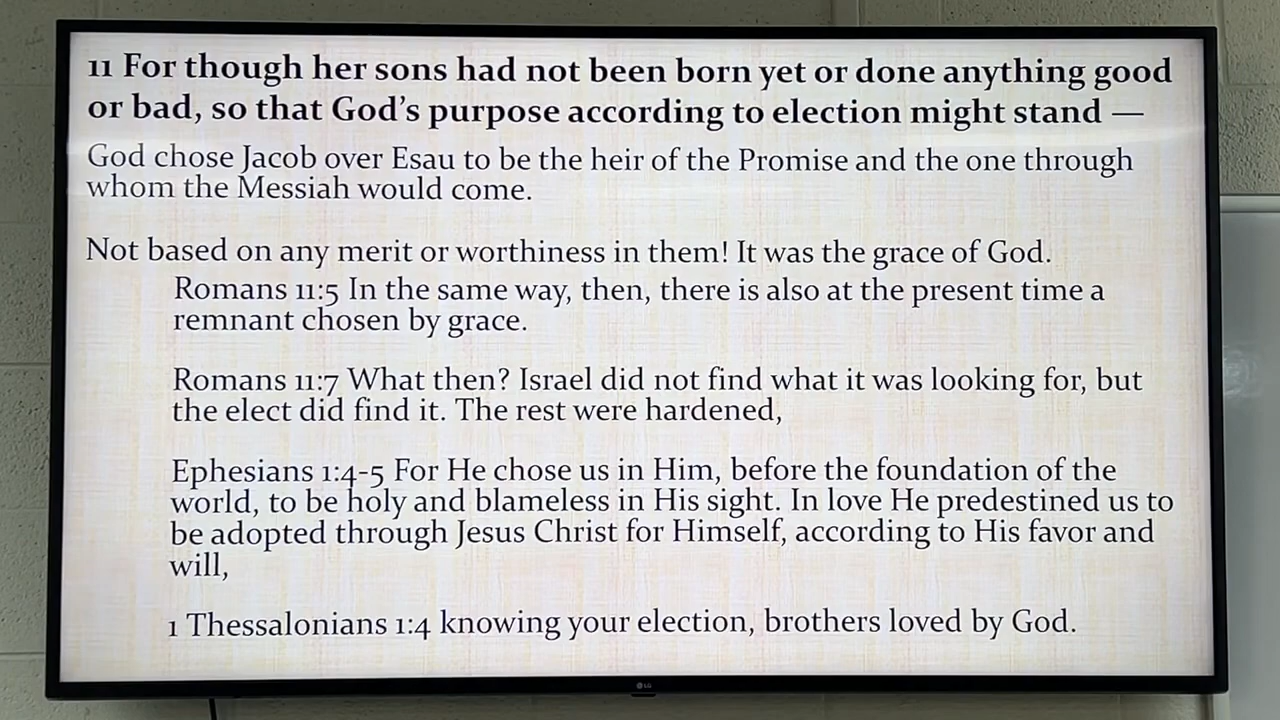 11 For though her sons had not been born yet or done anything good
or bad, so that God’s purpose according to election might stand —
God chose Jacob over Esau to be the heir of the Promise and the one through
whom the Messiah would come.
Not based on any merit or worthiness in them! It was the grace of God.
Romans 11:5 In the same way, then, there is also at the present time a
remnant chosen by grace.
Romans 11:7 What then? Israel did not find what it was looking for, but
the elect did find it. The rest were hardened,
Ephesians 1:4-5 For He chose us in Him, before the foundation of the
world, to be holy and blameless in His sight. In love He predestined us to
be adopted through Jesus Christ for Himself, according to His favor and
will,
1 Thessalonians 1:4 knowing your election, brothers loved by God.
LG